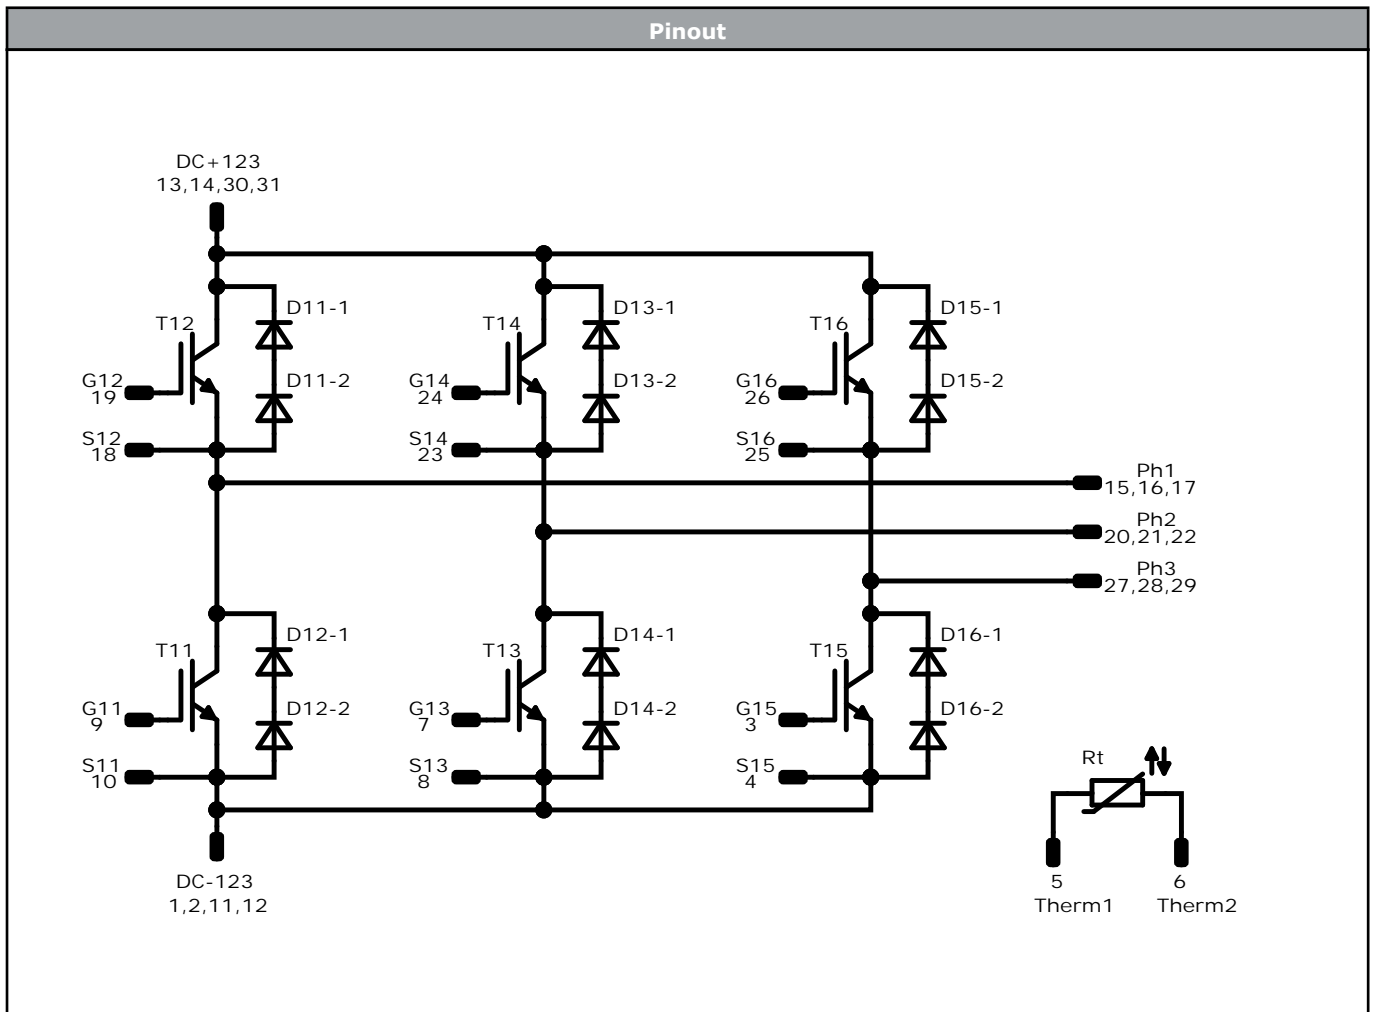 Pinout
DC+123
13,14,30,31
D11-1
D13-1
D15-1
T12
T14
T16
G12
19
D11-2
G14
24
D13-2
G16
26
D15-2
S12
18
S14
23
S16
25
Ph1
15,16,17
Ph2
20,21,22
Ph3
27,28,29
D12-1
D14-1
D16-1
T11
T13
T15
G11
9
D12-2
G13
7
D14-2
G15
3
D16-2
S11
10
S13
8
S15
4
Rt
DC-123
1,2,11,12
5
Therm1
6
Therm2